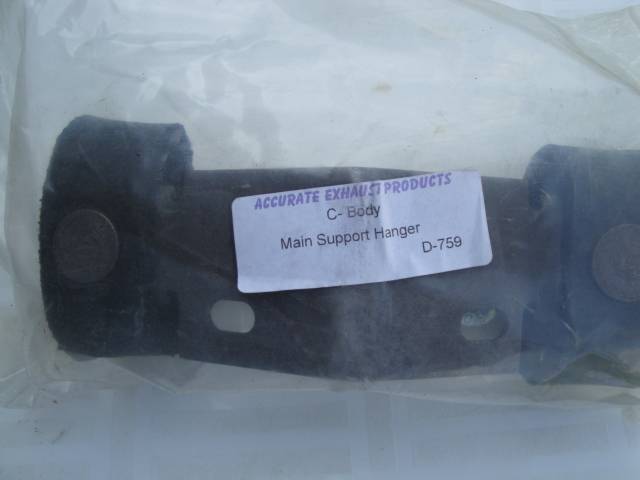 ACCURATE EXHAUST PRODUCTS
C- Body
Main Support Hanger
D-759